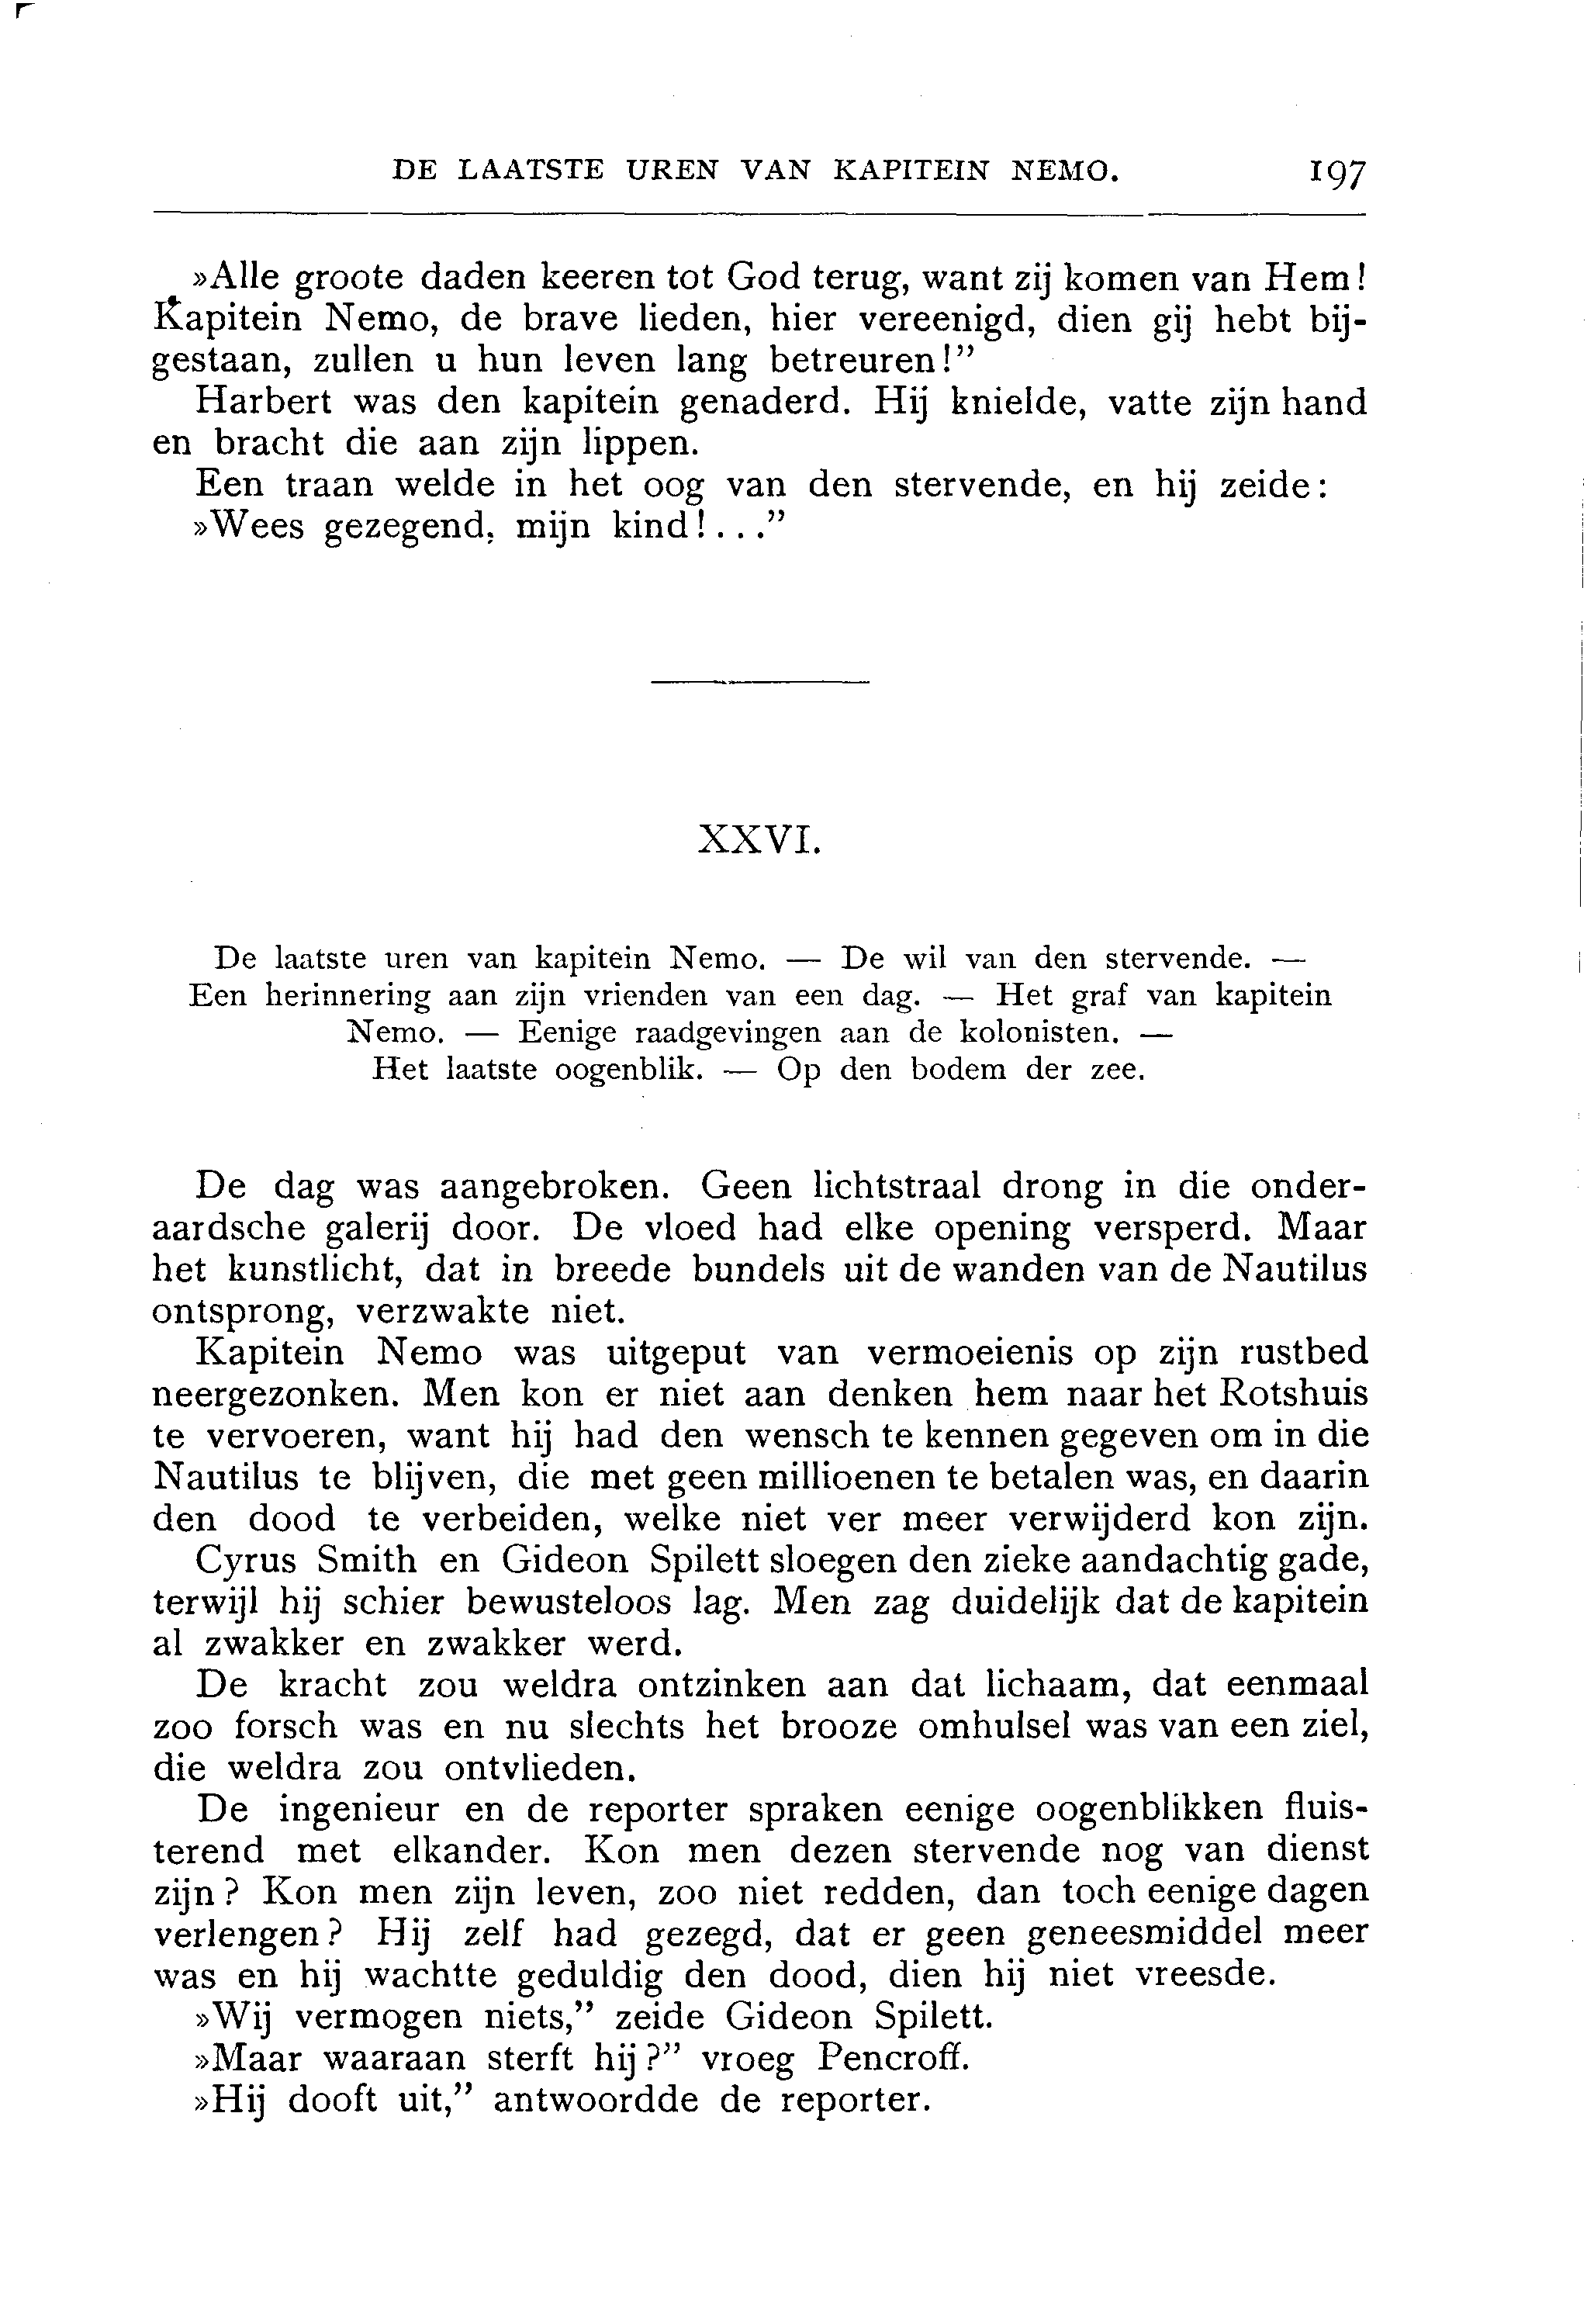 DE LAATSTE UREN VAN KAPITEIN NEMO. 197
»Alle groote daden keeren tot God terug, want zij komen van Hem!
Kapitein Nemo, de brave lieden, hier vereenigd, dien gij hebt bij-
gestaan, zullen u hun leven lang betreuren!”
Harbert was den kapitein genaderd. Hij knielde, vatte zijn hand
en bracht die aan zijn lippen.
Een traan welde in het oog van den stervende, en hij zeide:
»Wees gezegend, mijn kind!...”
XXVI.
De laatste uren van kapitein Nemo. — De wil van den stervende. —
Een herinnering aan zijn vrienden van een dag. — Het graf van kapitein
Nemo. — Eenige raadgevingen aan de kolonisten. —
Het laatste oogenblik. — Op den bodem der zee.
De dag was aangebroken. Geen lichtstraal drong in die onder-
aardsche galerij door. De vloed had elke opening versperd. Maar
het kunstlicht, dat in breede bundels uit de wanden van de Nautilus
ontsprong, verzwakte niet.
Kapitein Nemo was uitgeput van vermoeienis op zijn rustbed
neergezonken. Men kon er niet aan denken hem naar het Rotshuis
te vervoeren, want hij had den wensch te kennen gegeven om in die
Nautilus te blijven, die met geen millioenen te betalen was, en daarin
den dood te verbeiden, welke niet ver meer verwijderd kon zijn.
Cyrus Smith en Gideon Spilett sloegen den zieke aandachtig gade,
terwijl hij schier bewusteloos lag. Men zag duidelijk dat de kapitein
al zwakker en zwakker werd.
De kracht zou weldra ontzinken aan dat lichaam, dat eenmaal
zoo forsch was en nu slechts het brooze omhulsel was van een ziel,
die weldra zou ontvlieden.
De ingenieur en de reporter spraken eenige oogenblikken fluis-
terend met elkander. Kon men dezen stervende nog van dienst
zijn? Kon men zijn leven, zoo niet redden, dan toch eenige dagen
verlengen? Hij zelf had gezegd, dat er geen geneesmiddel meer
was en hij wachtte geduldig den dood, dien hij niet vreesde.
»Wij vermogen niets,” zeide Gideon Spilett.
»Maar waaraan sterft hij?” vroeg Pencroff.
»Hij dooft uit,” antwoordde de reporter.